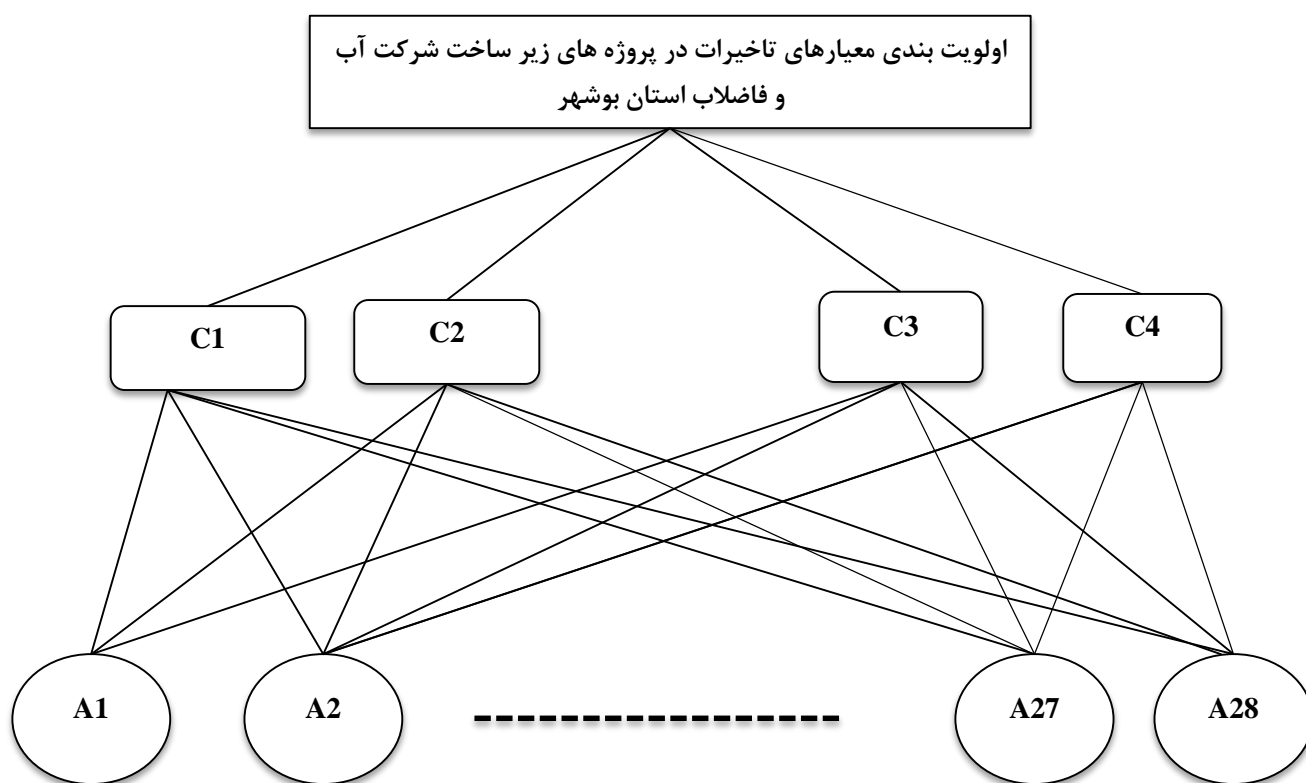 اولویت بندی معیارهای تاخیرات در پروژه های زیر ساخت شرکت آب
و فاضلاب استان بوشهر
C1
C2
C3
C4
A1
A2
A27
A28